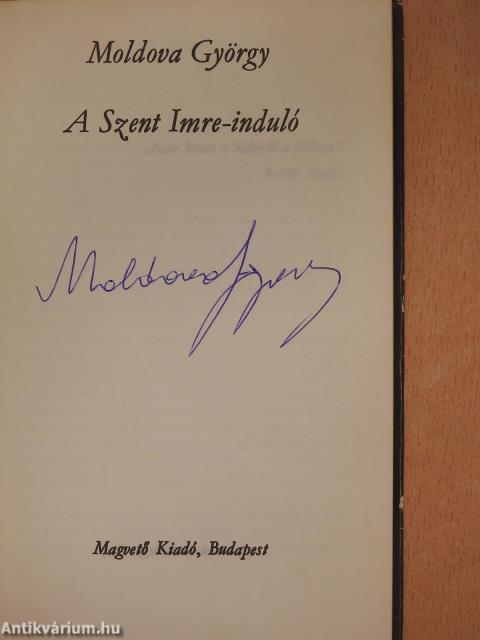 Moldova György
A Szent Imre-induló
Moldova György
Magvető Kiadó, Budapest
Antikvárium.hu